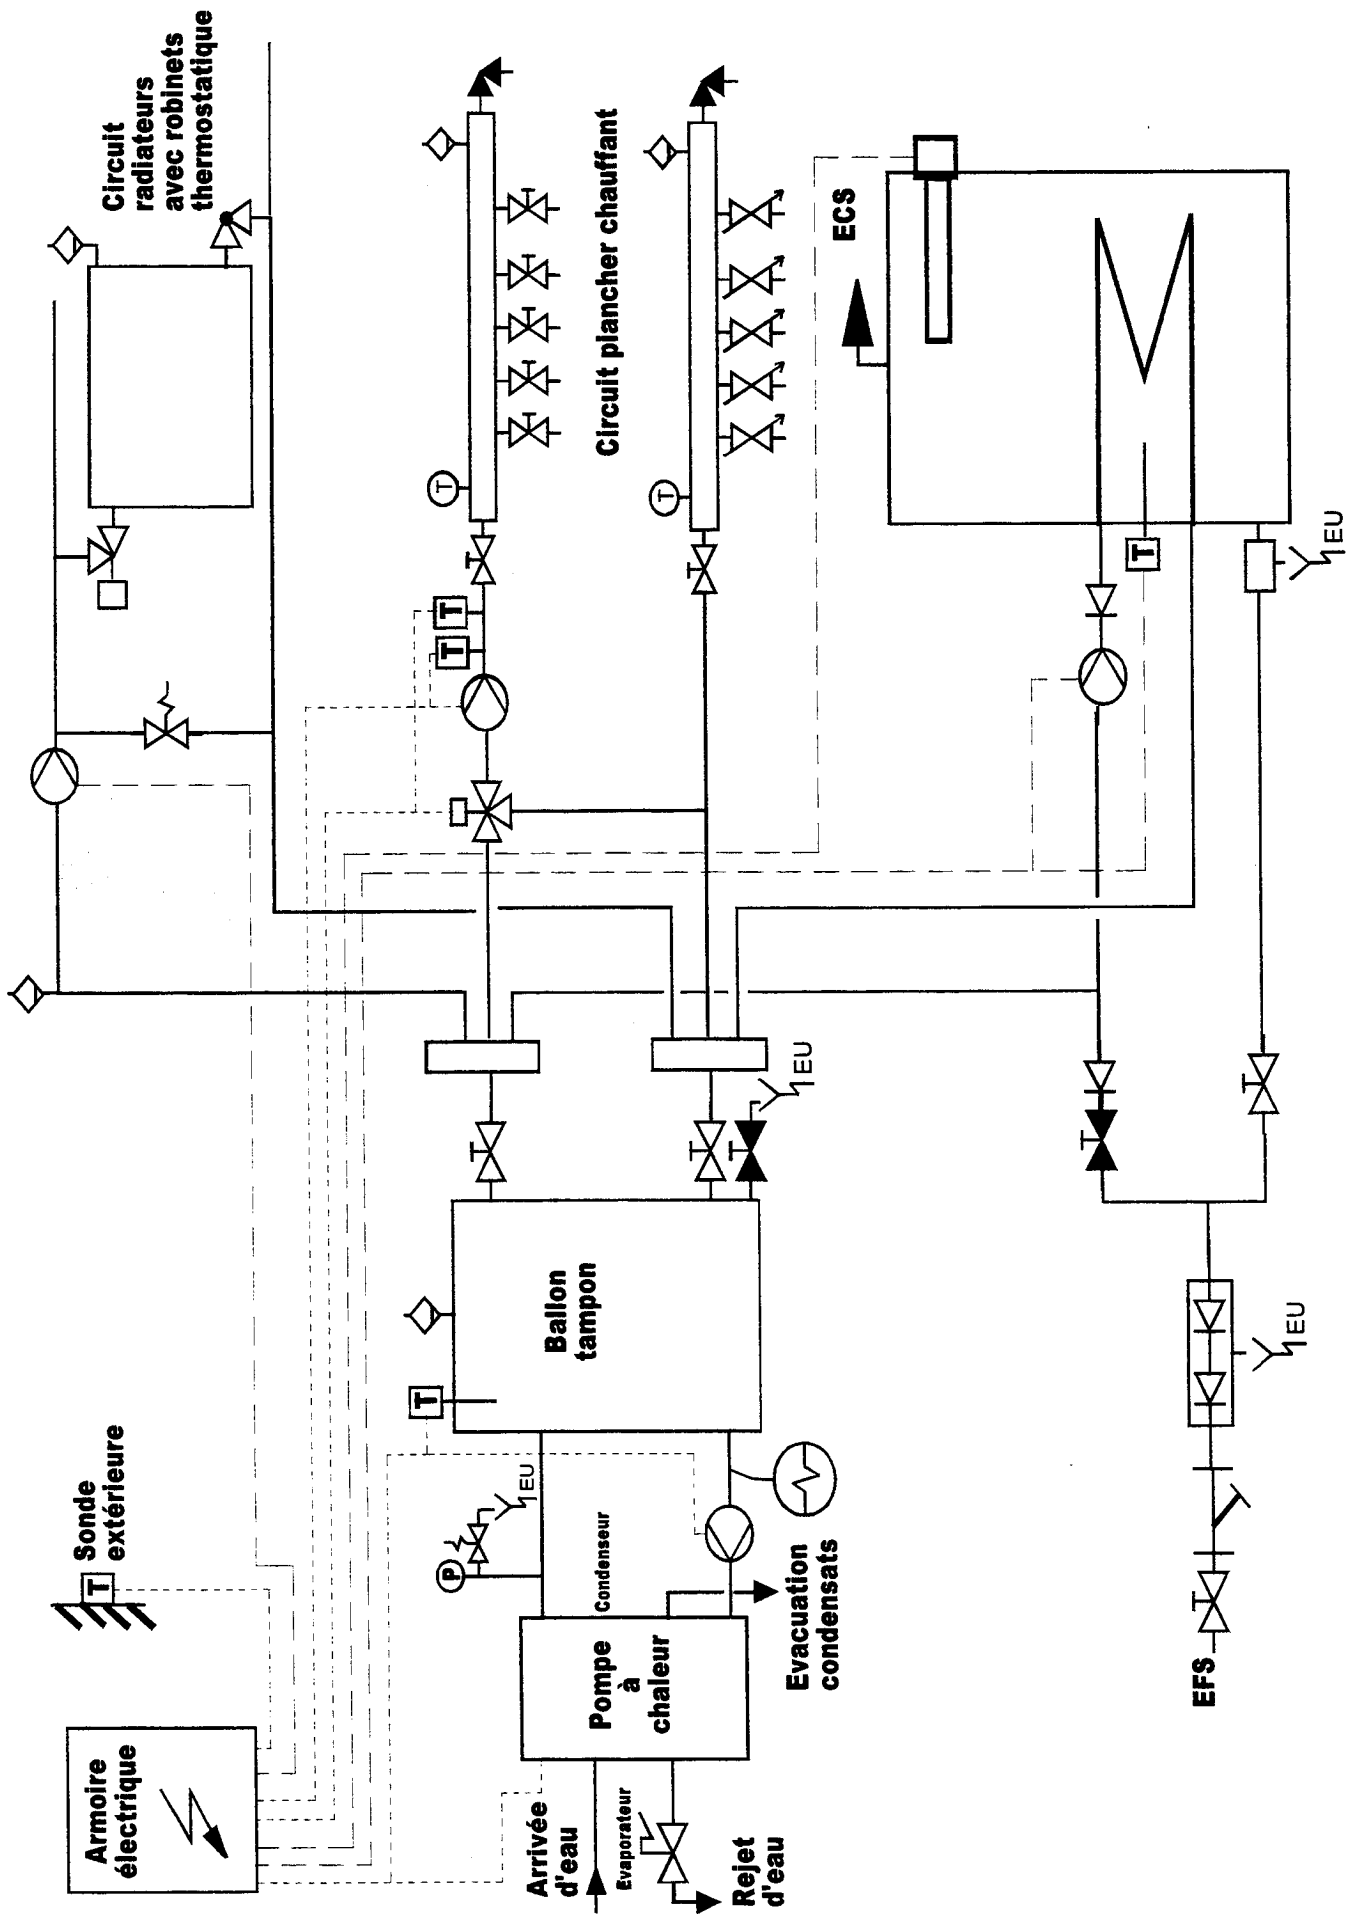 Circuit
radiateurs
avec robinets
thermostatique
T
Circuit plancher chauffant
T
T
T
ECS
T
EU
EU
Sonde
extérieure
T
T
Ballon
tampon
EU
P
Condenseur
EU
Armoire
électrique
Pompe
à
chaleur
Evacuation
condensats
Arrivée
d'eau
Evaporateur
Rejet
d'eau
EFS